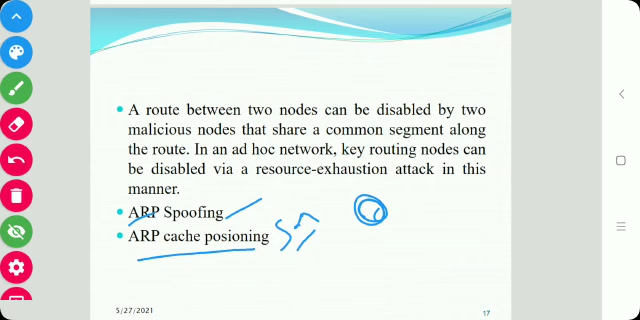 A route between two nodes can be disabled by two
malicious nodes that share a common segment along
the route. In an ad hoc network, key routing nodes can
be disabled via a resource-exhaustion attack in this
manner.
ARP Spoofing
ARP cache posioning
5/27/2021
17